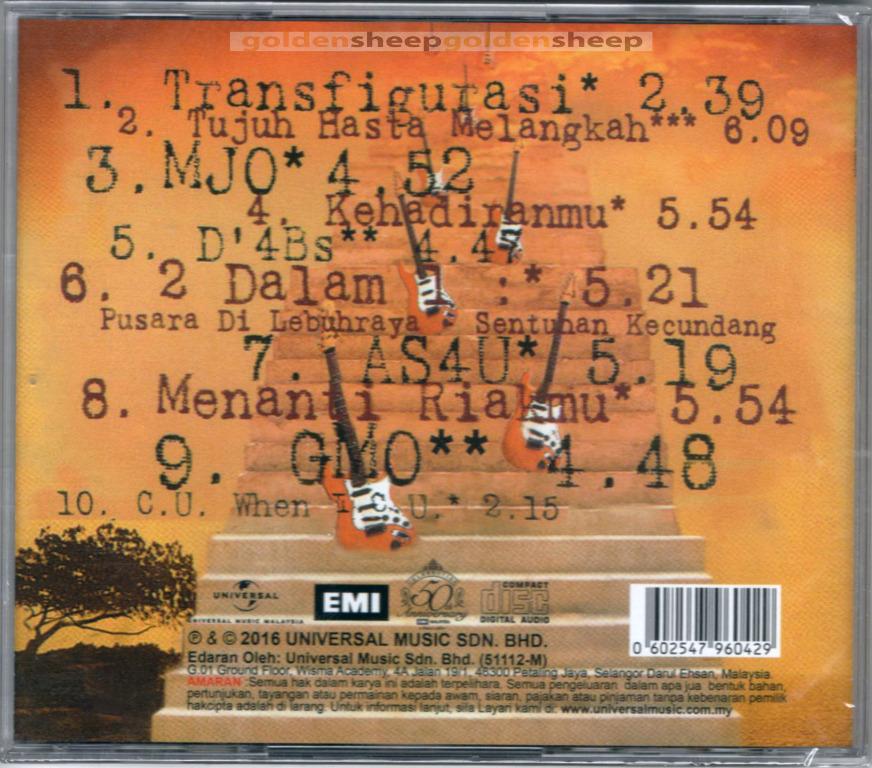 goldensheepgoldensheep
1. Transfigurasi* 2.39
2. Tujuh Hasta Melangkah*** 6.09
3. MJO* 4.52
4. Kehadiranmu* 5.54
5. D'4Bs** 4.4
6. 2 Dalam 1 :* 5.21
Pusara Di Lebuhraya Sentuhan Kecundang
7. AS4U* 5.19
8. Menanti Riakmu* 5.54
9. GMO** 4.48
10. C.U. When I C.U.* 2.15
UNIVERSAL
UNIVERSAL MUSIC MALAYSIA
EMI
50
Anniversary
EMI
COMPACT
disc
DIGITAL AUDIO
0 602547 960429
℗ & © 2016 UNIVERSAL MUSIC SDN. BHD.
Edaran Oleh: Universal Music Sdn. Bhd. (51112-M)
G.01 Ground Floor, Wisma Academy, 4A Jalan 19/1, 46300 Petaling Jaya, Selangor Darul Ehsan, Malaysia.
AMARAN :Semua hak dalam karya ini adalah terpelihara. Semua pengeluaran dalam apa jua bentuk bahan,
pertunjukan, tayangan atau permainan kepada awam, siaran, pajakan atau pinjaman tanpa kebenaran pemilik
hakcipta adalah di larang. Untuk informasi lanjut, sila Layari kami di: www.universalmusic.com.my